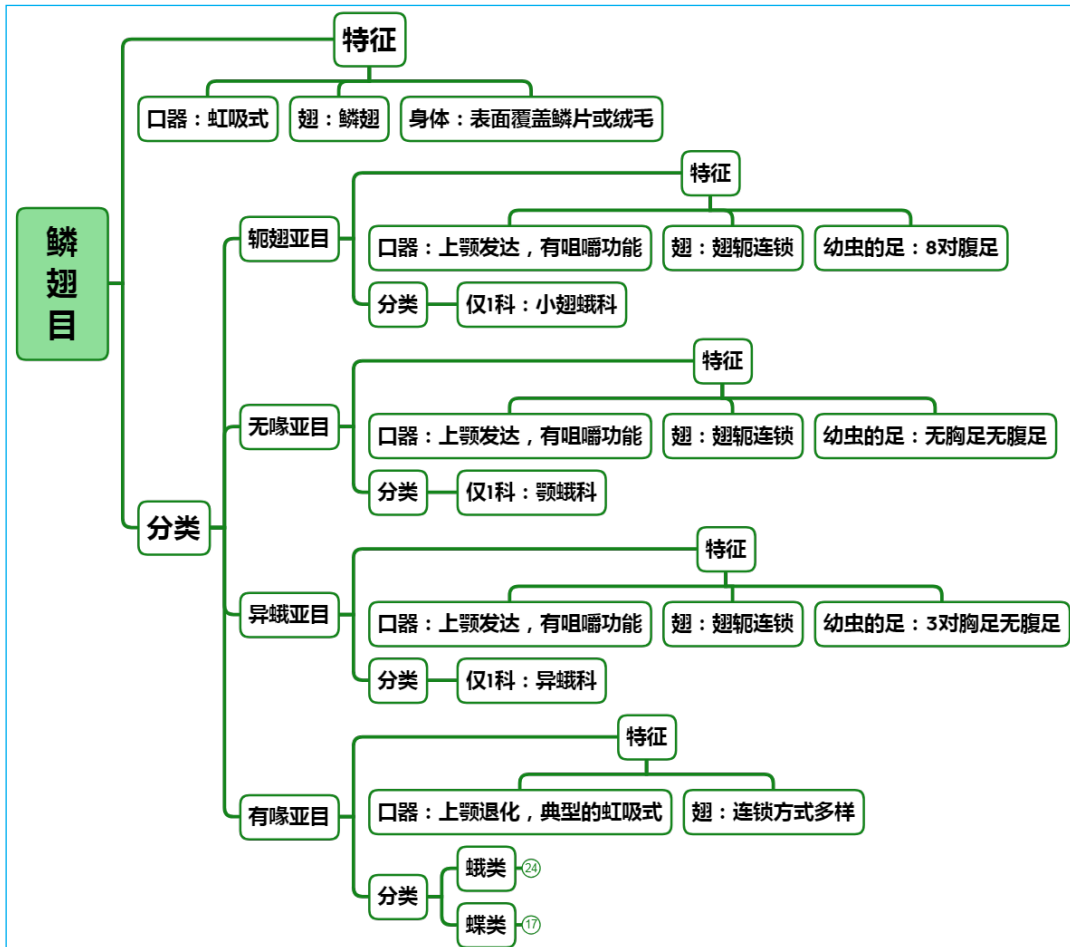 特征
口器：虹吸式
翅：鳞翅
身体：表面覆盖鳞片或绒毛
鳞翅目
分类
轭翅亚目
特征
口器：上颚发达，有咀嚼功能
翅：翅轭连锁
幼虫的足：8对腹足
分类
仅1科：小翅蛾科
无喙亚目
特征
口器：上颚发达，有咀嚼功能
翅：翅轭连锁
幼虫的足：无胸足无腹足
分类
仅1科：颚蛾科
异蛾亚目
特征
口器：上颚发达，有咀嚼功能
翅：翅轭连锁
幼虫的足：3对胸足无腹足
分类
仅1科：异蛾科
有喙亚目
特征
口器：上颚退化，典型的虹吸式
翅：连锁方式多样
分类
蛾类
24
蝶类
17